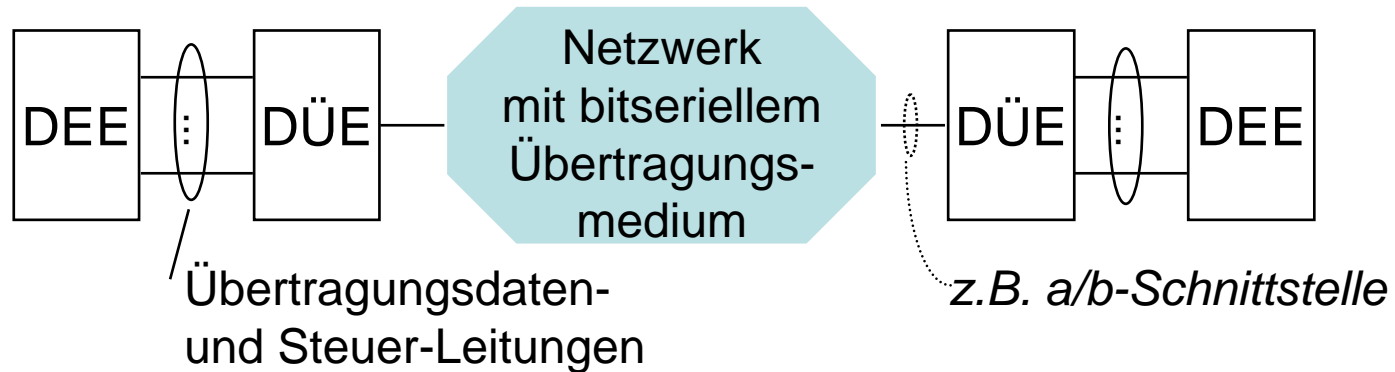 Netzwerk
mit bitseriellem
Übertragungs-
medium
DEE ... DÜE DÜE ... DEE
Übertragungsdaten-
und Steuer-Leitungen
z.B. a/b-Schnittstelle